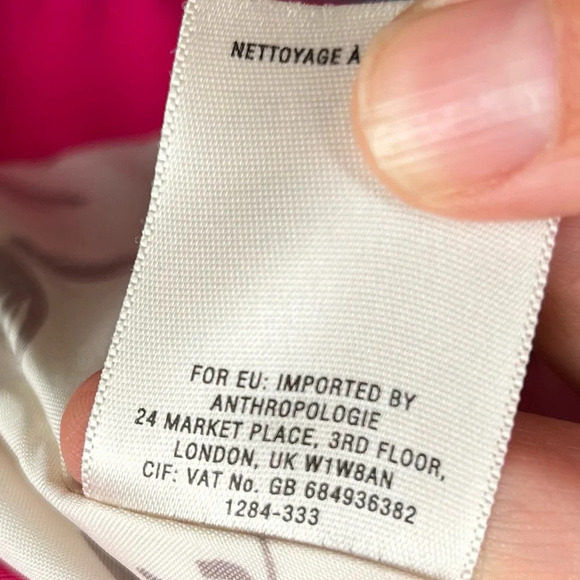 NETTOYAGE À
FOR EU: IMPORTED BY
ANTHROPOLOGIE
24 MARKET PLACE, 3RD FLOOR,
LONDON, UK W1W8AN
CIF: VAT No. GB 684936382
1284-333